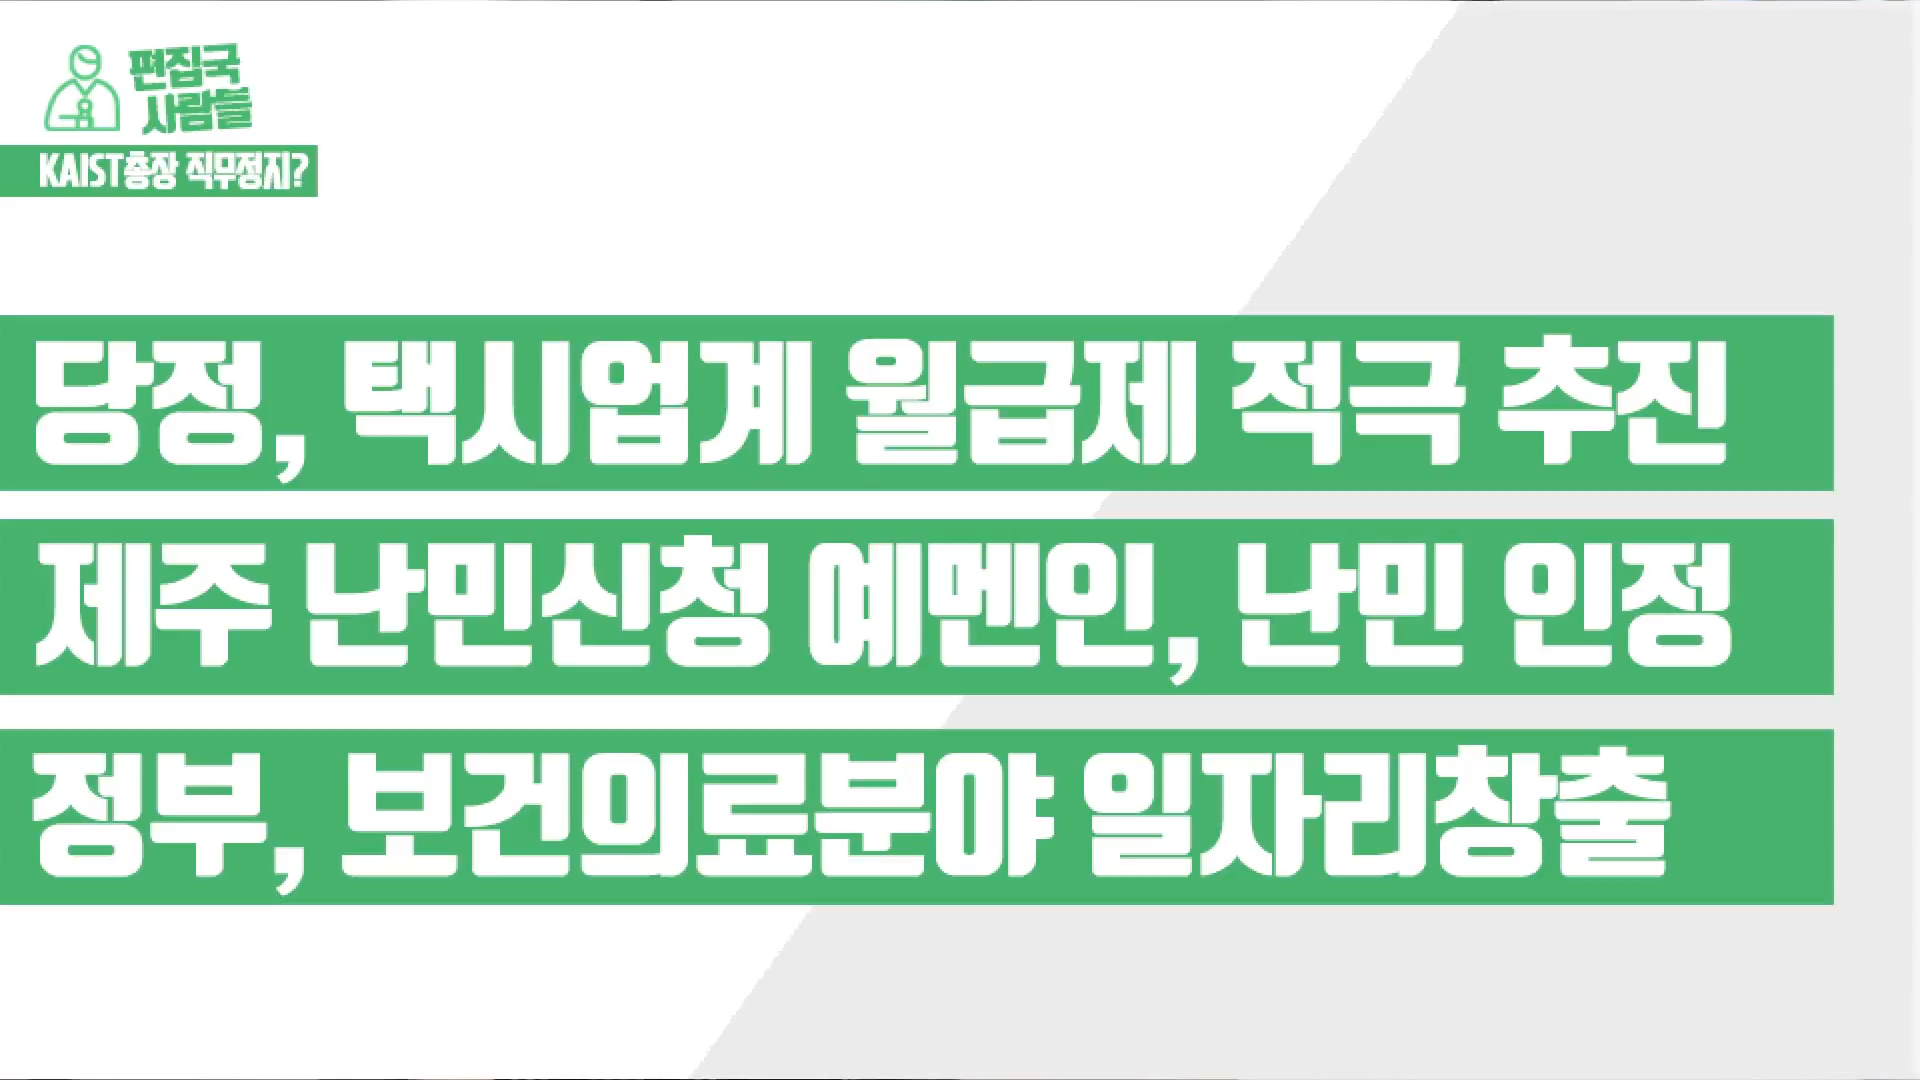 편집국
사람들
KAIST총장 직무정지?
당정, 택시업계 월급제 적극 추진
제주 난민신청 예멘인, 난민 인정
정부, 보건의료분야 일자리창출